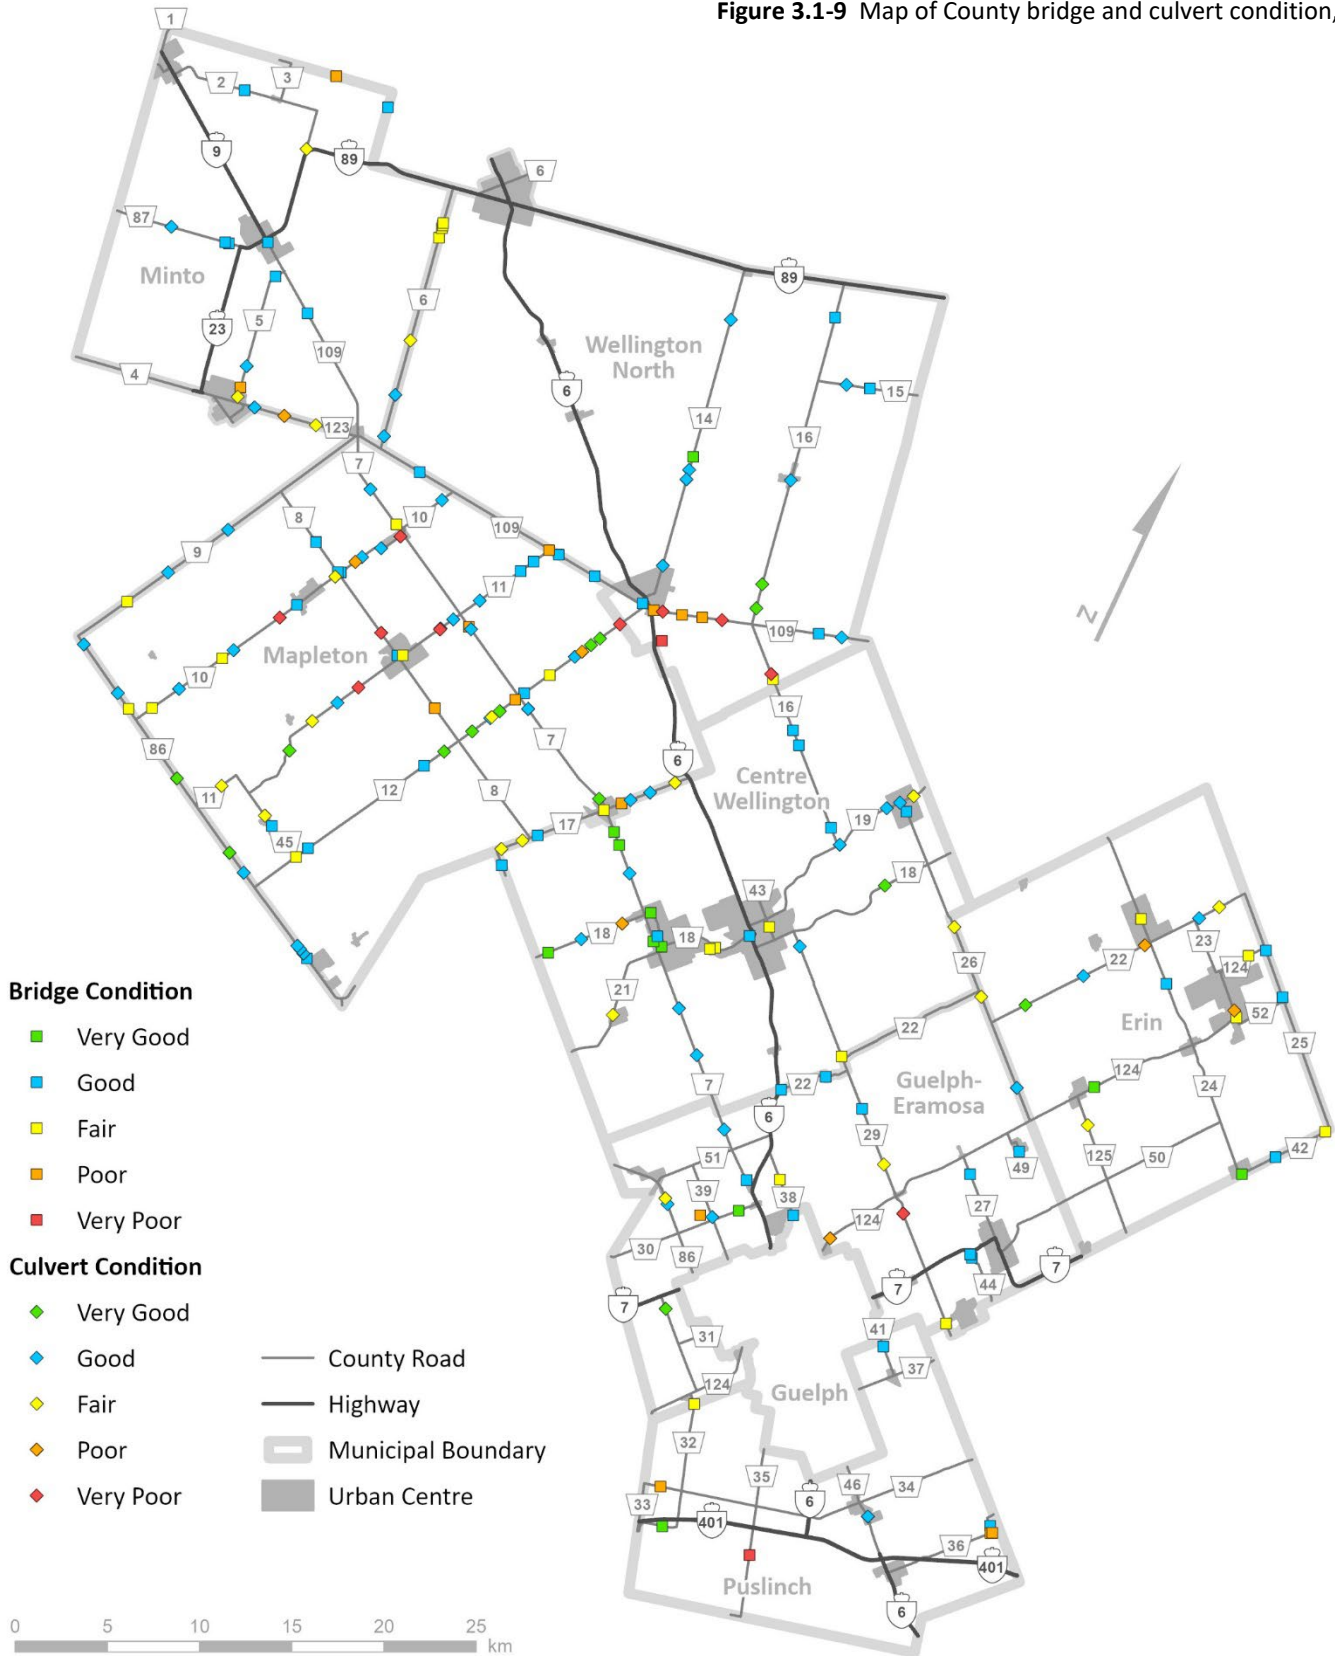 Figure 3.1-9 Map of County bridge and culvert condition,
1
2
3
9
89
6
87
Minto
89
6
23
5
Wellington
North
109
4
6
15
14
16
123
7
8
10
109
9
11
Mapleton
109
10
16
86
7
6
Centre
Wellington
12
8
11
17
19
45
18
43
18
18
22
23
26
124
21
52
Erin
22
25
124
7
22
Guelph-
Eramosa
24
6
29
42
51
125
50
49
39
38
27
124
30
86
7
44
7
7
41
31
37
Guelph
124
32
35
46
34
6
33
401
36
401
Puslinch
6
N
Bridge Condition
Very Good
Good
Fair
Poor
Very Poor
Culvert Condition
Very Good
Good
Fair
Poor
Very Poor
County Road
Highway
Municipal Boundary
Urban Centre
0 5 10 15 20 25
km